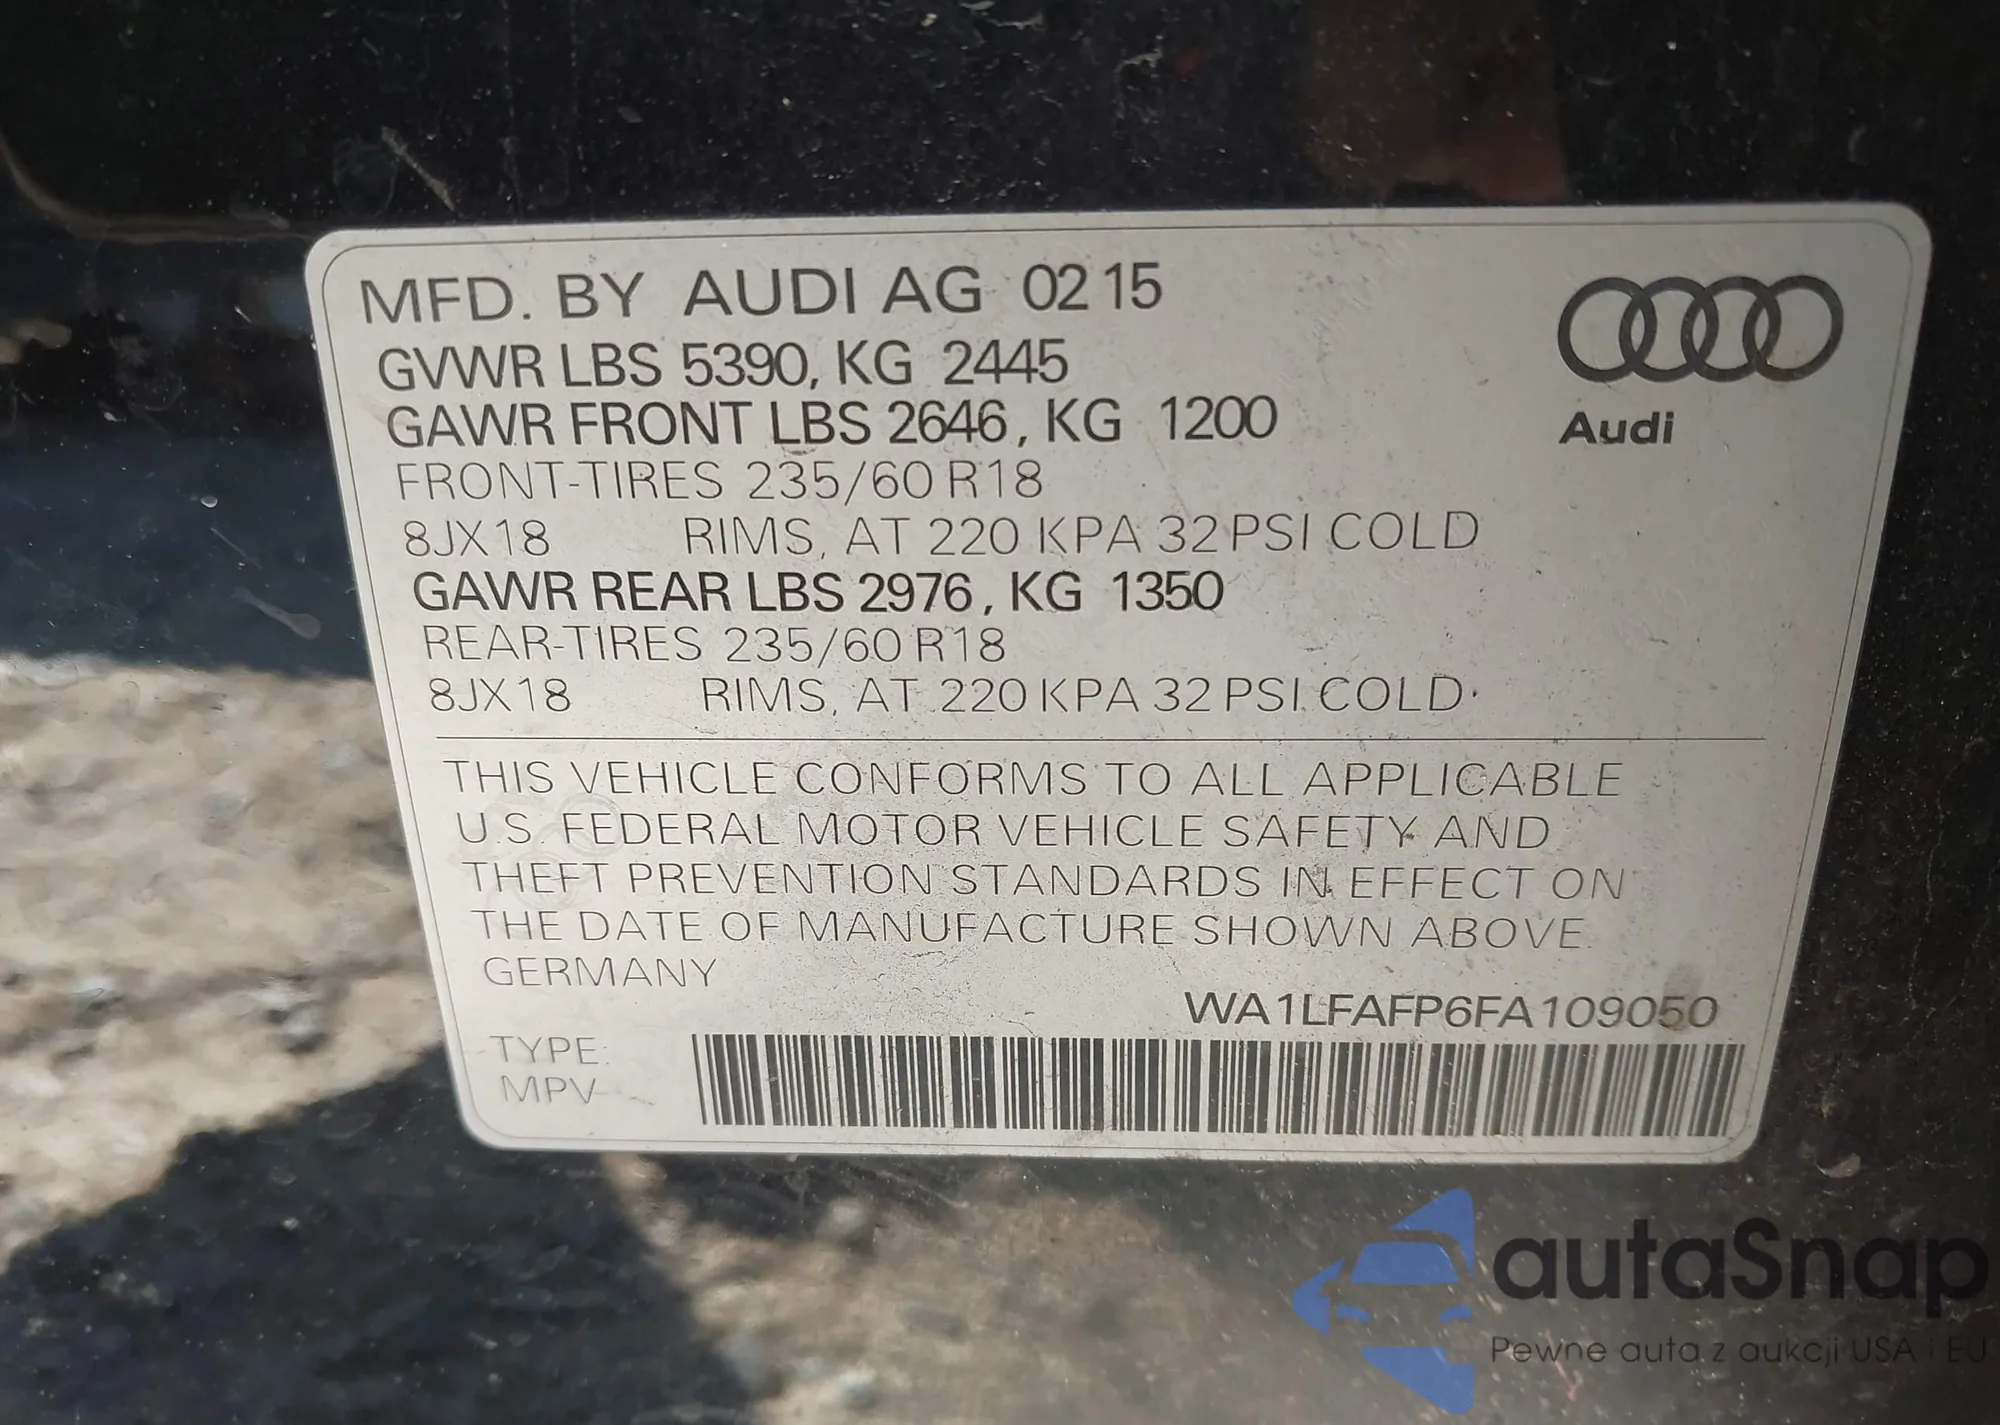 MFD. BY AUDI AG 02 15
GVWR LBS 5390, KG 2445
GAWR FRONT LBS 2646, KG 1200
FRONT-TIRES 235/60 R18
8JX18 RIMS, AT 220 KPA 32 PSI COLD
GAWR REAR LBS 2976, KG 1350
REAR-TIRES 235/60 R18
8JX18 RIMS, AT 220 KPA 32 PSI COLD
Audi
THIS VEHICLE CONFORMS TO ALL APPLICABLE
U.S. FEDERAL MOTOR VEHICLE SAFETY AND
THEFT PREVENTION STANDARDS IN EFFECT ON
THE DATE OF MANUFACTURE SHOWN ABOVE.
GERMANY
WA1LFAFP6FA109050
TYPE:
MPV
autaSnap
Pewne auta z aukcji USA i EU